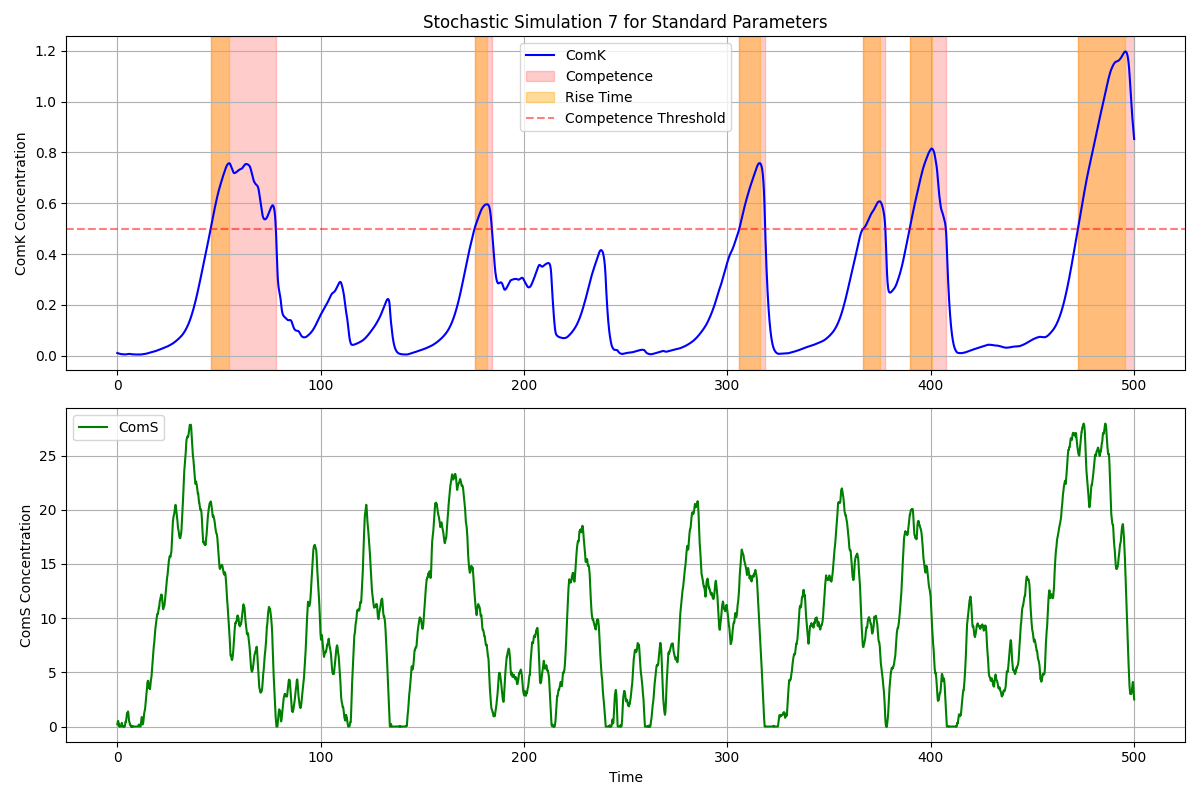 Stochastic Simulation 7 for Standard Parameters
ComK Concentration
1.2
1.0
0.8
0.6
0.4
0.2
0.0
ComK
Competence
Rise Time
Competence Threshold
0 100 200 300 400 500
ComS Concentration
25
20
15
10
5
0
ComS
0 100 200 300 400 500
Time